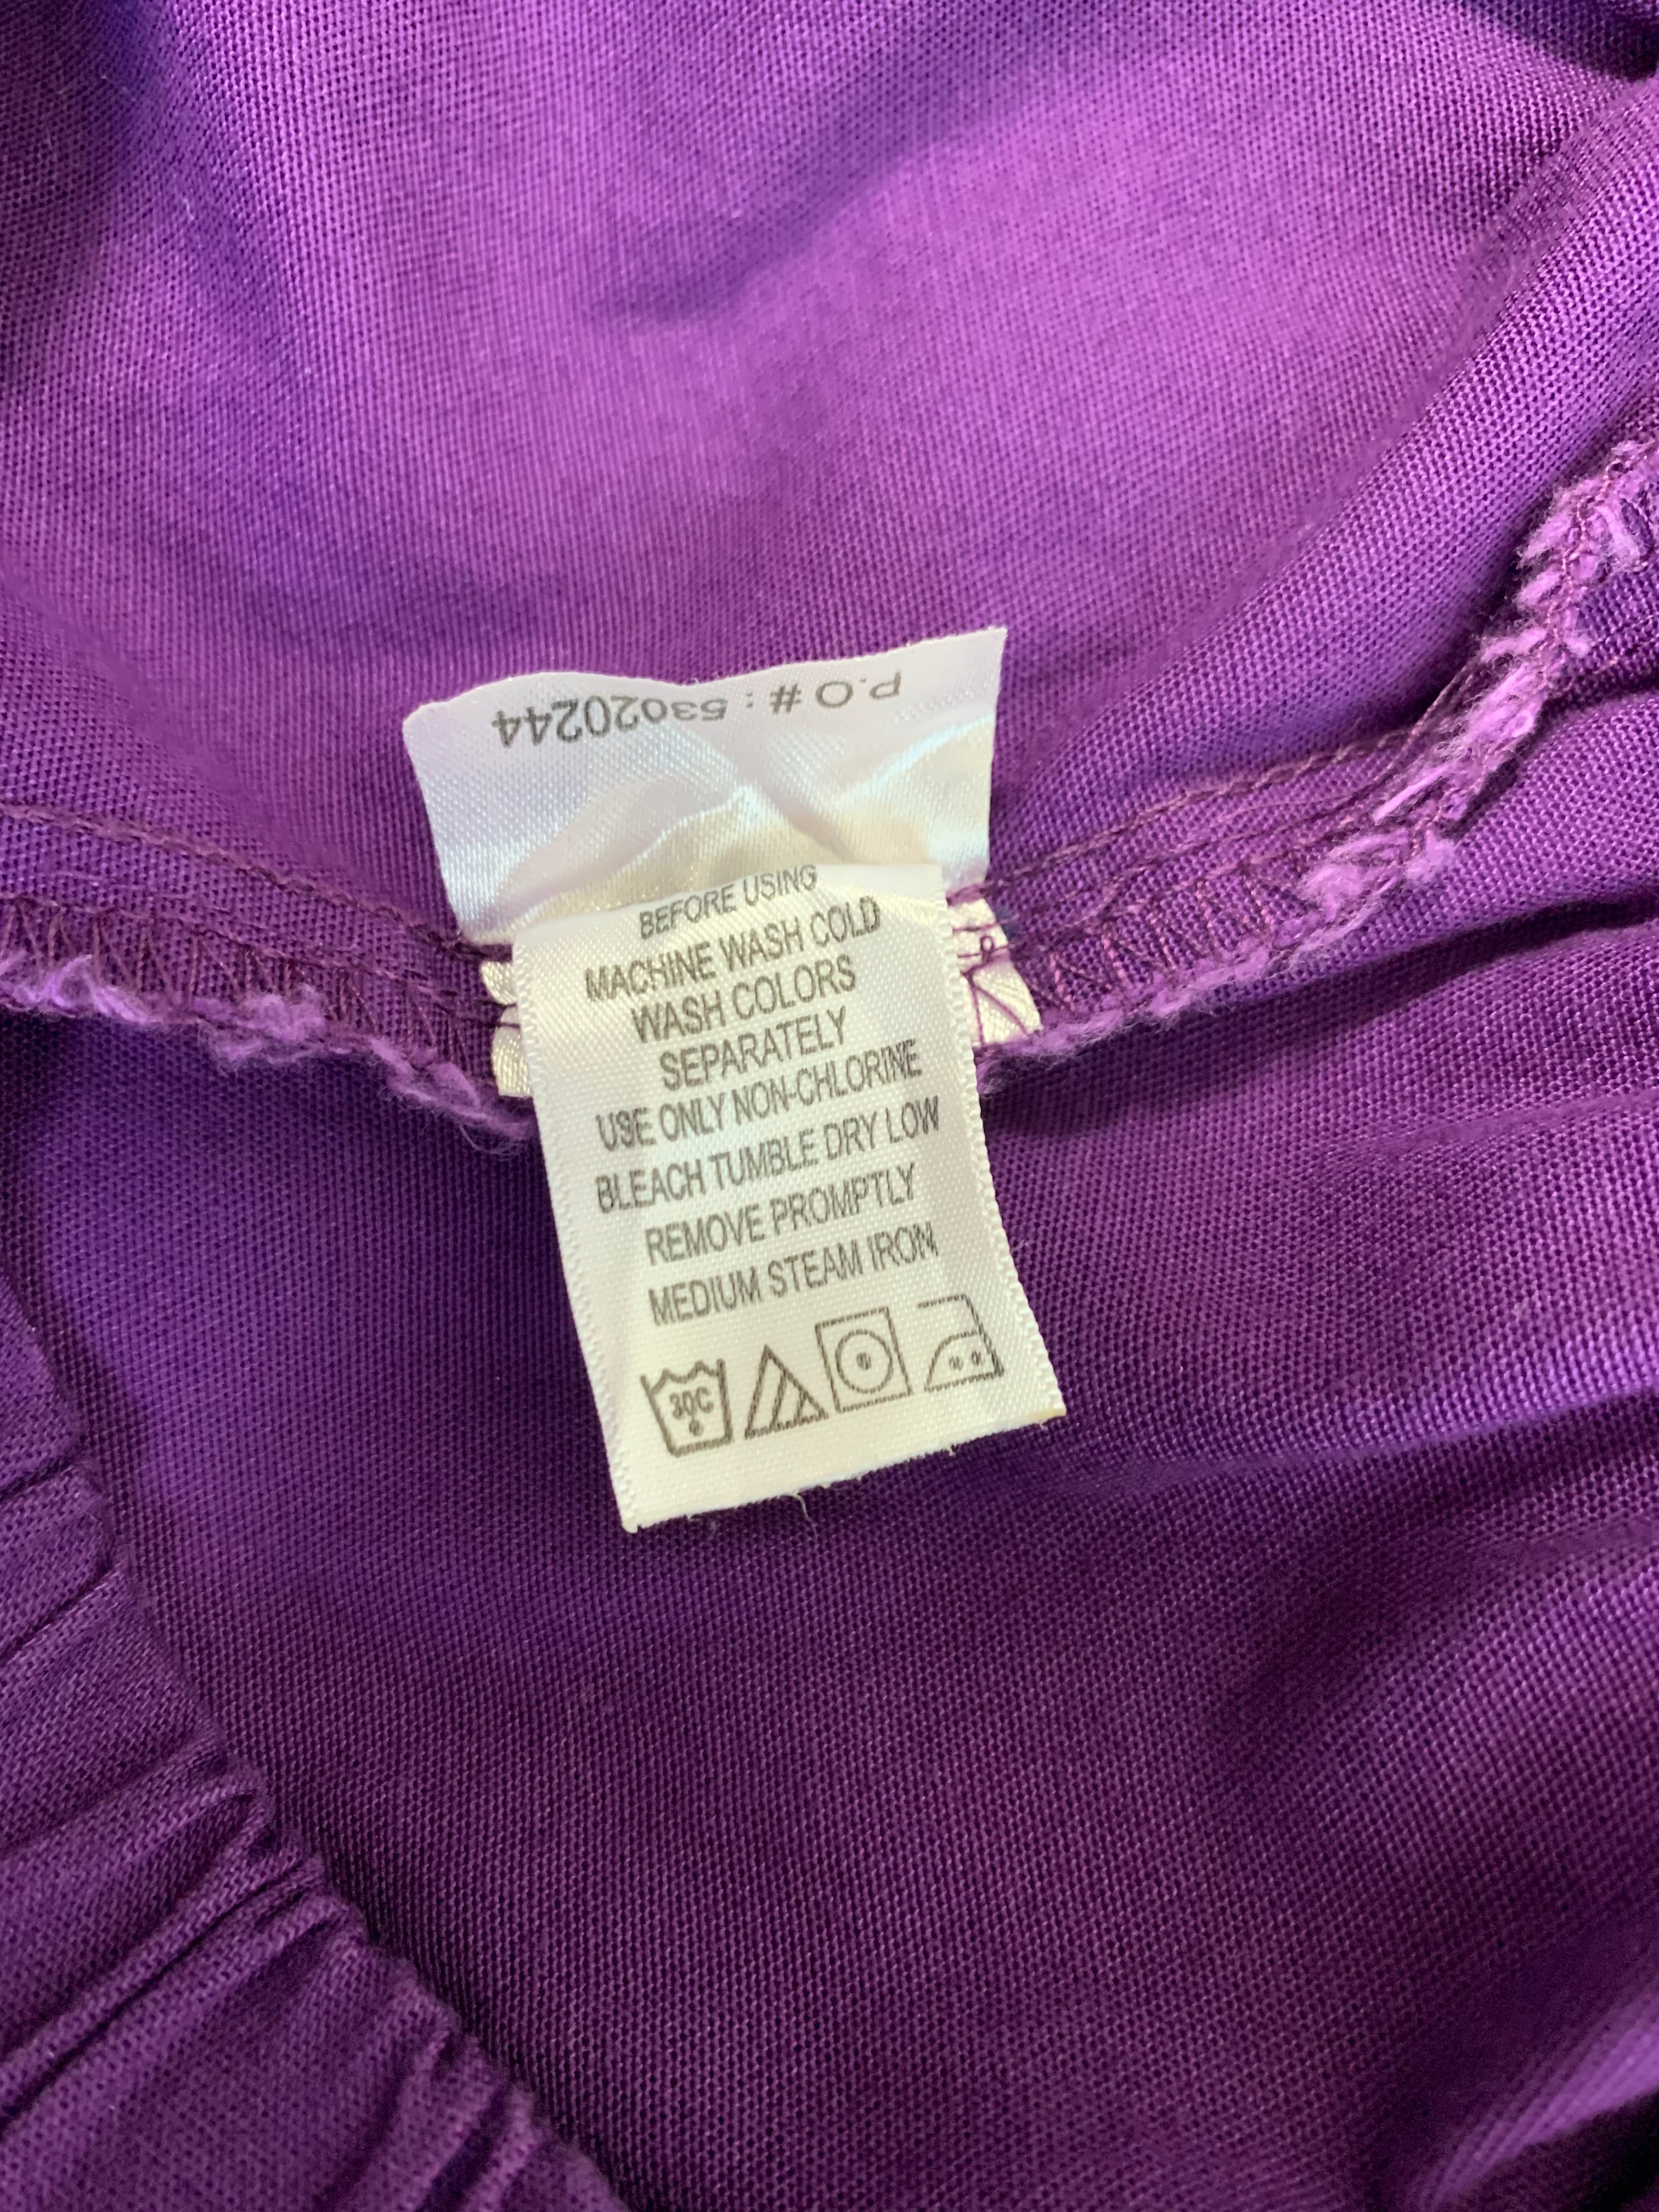 P.O # : 53020244
BEFORE USING
MACHINE WASH COLD
WASH COLORS
SEPARATELY
USE ONLY NON-CHLORINE
BLEACH TUMBLE DRY LOW
REMOVE PROMPTLY
MEDIUM STEAM IRON
30C